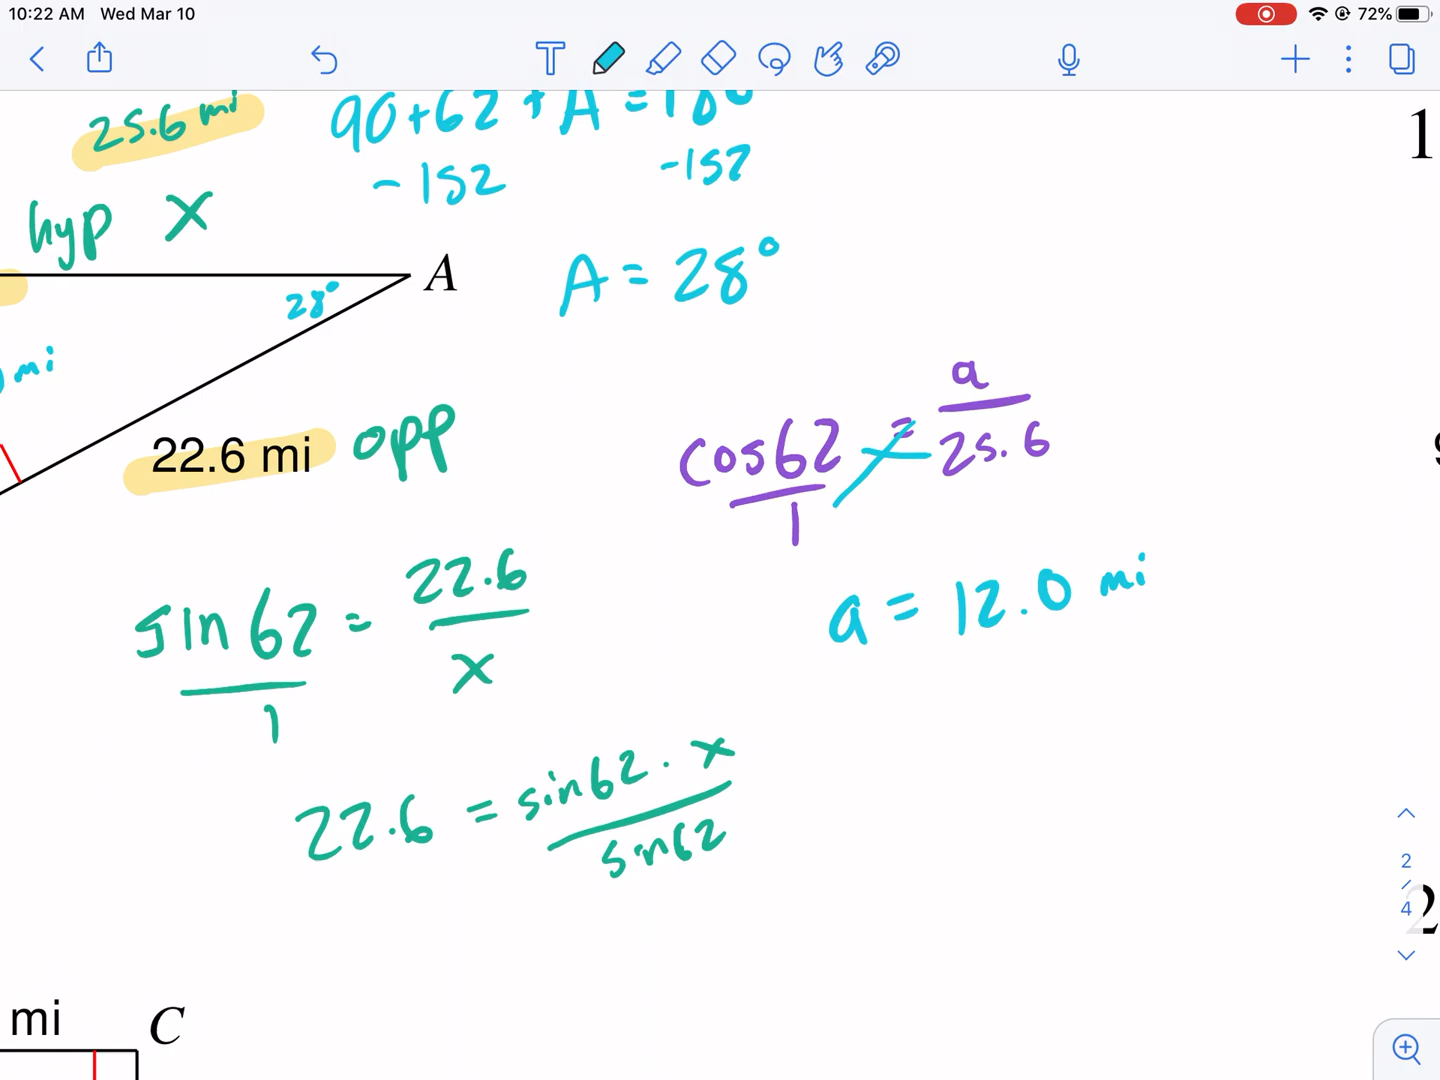 10:22 AM Wed Mar 10
72%
25.6 mi
90+62 + A = 180
-152 -152
hyp x
A = 28°
A
28°
mi
22.6 mi opp
cos62/1 = a/25.6
a = 12.0 mi
sin 62/1 = 22.6/x
22.6 = sin62 · x/sin62
mi C
1
2
2/4